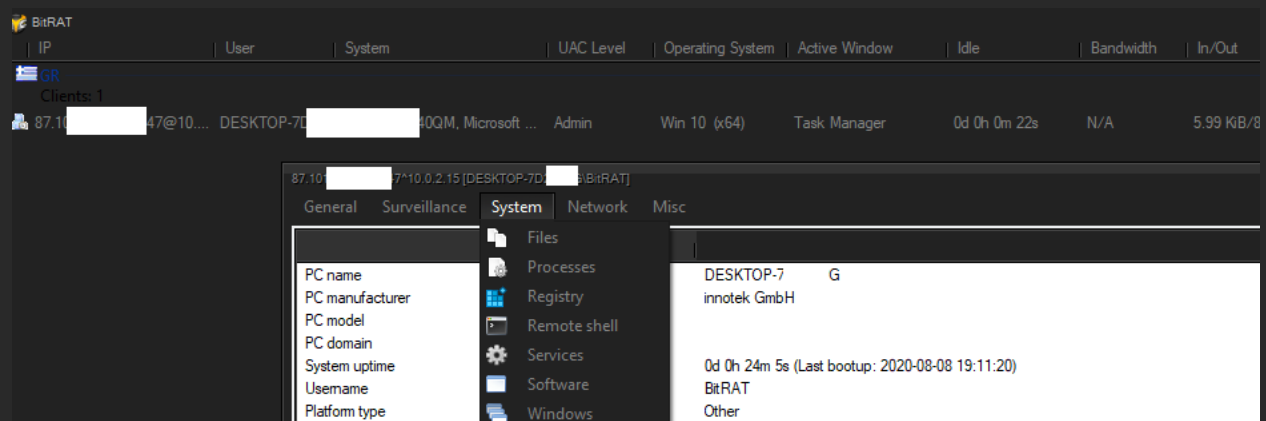 BitRAT
IP User System UAC Level Operating System Active Window Idle Bandwidth In/Out
GR
Clients: 1
87.10 47@10.... DESKTOP-7D 40QM, Microsoft ... Admin Win 10 (x64) Task Manager 0d 0h 0m 22s N/A 5.99 KiB/8
87.101 7^10.0.2.15 [DESKTOP-7D2 G\BitRAT]
General Surveillance System Network Misc
Files
Processes
Registry
Remote shell
Services
Software
Windows
PC name DESKTOP-7 G
PC manufacturer innotek GmbH
PC model
PC domain
System uptime 0d 0h 24m 5s (Last bootup: 2020-08-08 19:11:20)
Username BitRAT
Platform type Other